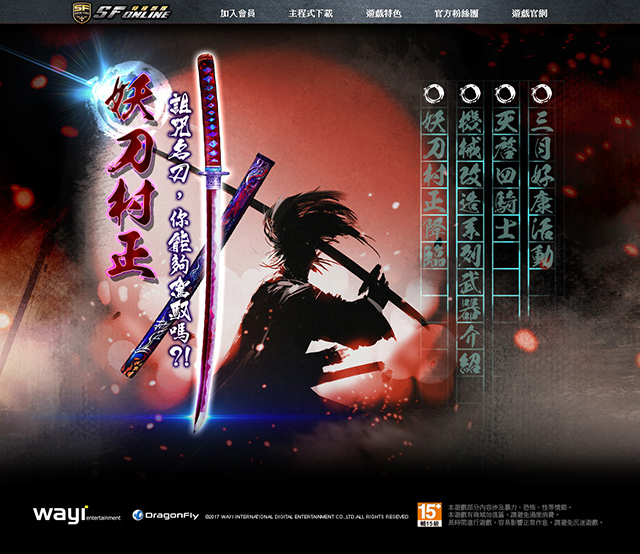 SF ONLINE
加入會員 主程式下載 遊戲特色 官方粉絲團 遊戲官網
妖刀村正
詛咒名刀，你能夠駕馭嗎?!
妖刀村正降臨
機械改造系列武器介紹
天啓四騎士
三月好康活動
wayi entertainment
DragonFly
©2017 WAYI INTERNATIONAL DIGITAL ENTERTAINMENT CO.,LTD.ALL RIGHTS RESEVED
15+
輔15級
本遊戲部分內容涉及暴力、恐怖、性等情節。
本遊戲有商城加值區，請避免過度消費。
長時間進行遊戲，容易影響正常作息，請避免沉迷遊戲。